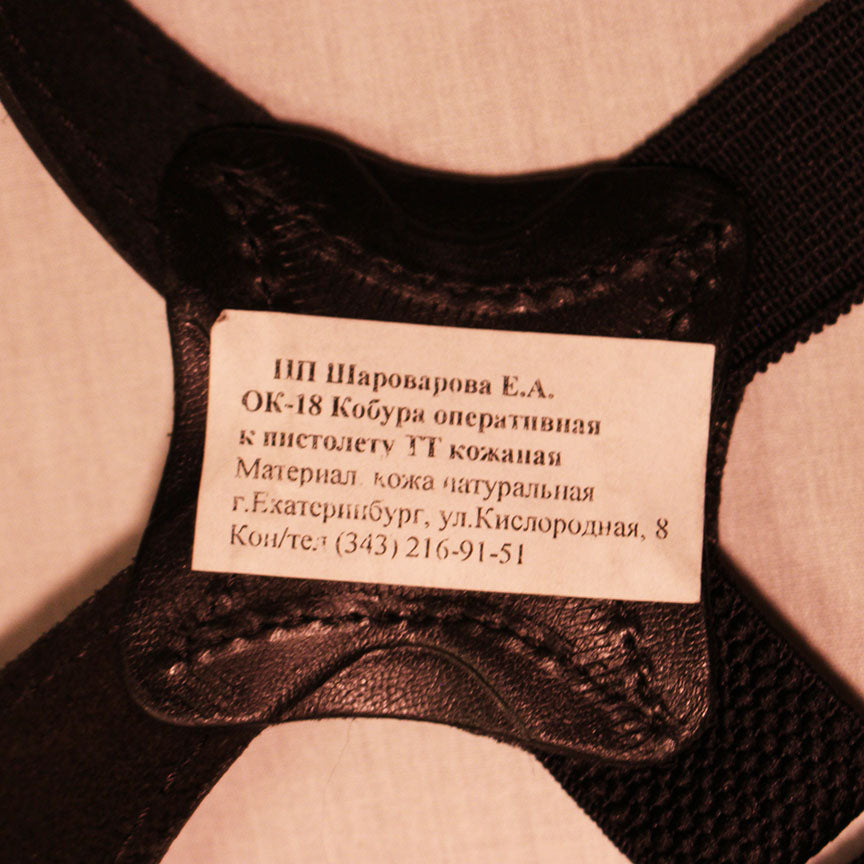 ИП Шароварова Е.А.
ОК-18 Кобура оперативная
к пистолету ТТ кожаная
Материал. кожа натуральная
г.Екатеринбург, ул.Кислородная, 8
Кон/тел (343) 216-91-51